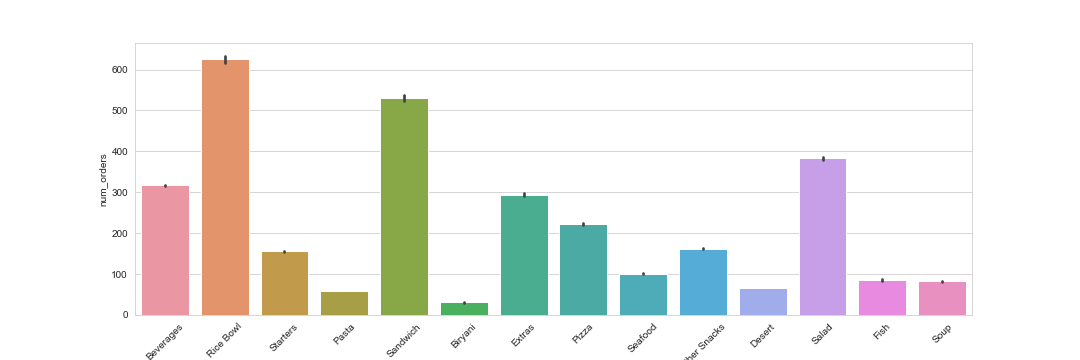 num_orders
600
500
400
300
200
100
0
Beverages
Rice Bowl
Starters
Pasta
Sandwich
Biryani
Extras
Pizza
Seafood
Snacks
Desert
Salad
Fish
Soup